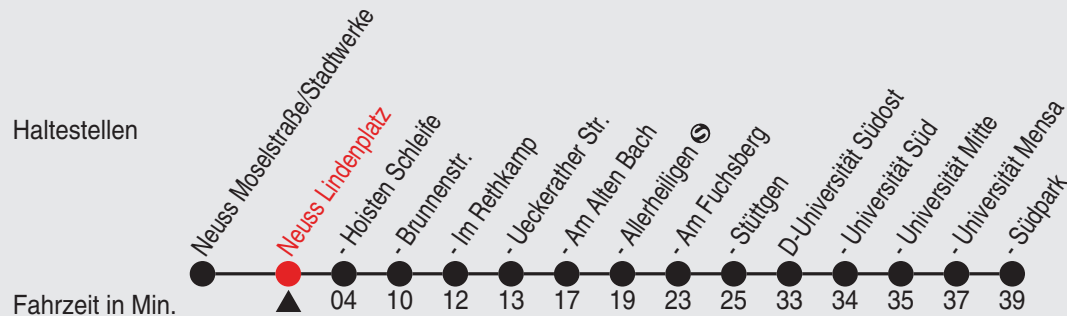 Haltestellen
Neuss Moselstraße/Stadtwerke
Neuss Lindenplatz
- Hoisten Schleife
- Brunnenstr.
- Im Rethkamp
- Ueckerather Str.
- Am Alten Bach
- Allerheiligen S
- Am Fuchsberg
- Stüttgen
D-Universität Südost
- Universität Süd
- Universität Mitte
- Universität Mensa
- Südpark
Fahrzeit in Min. 04 10 12 13 17 19 23 25 33 34 35 37 39